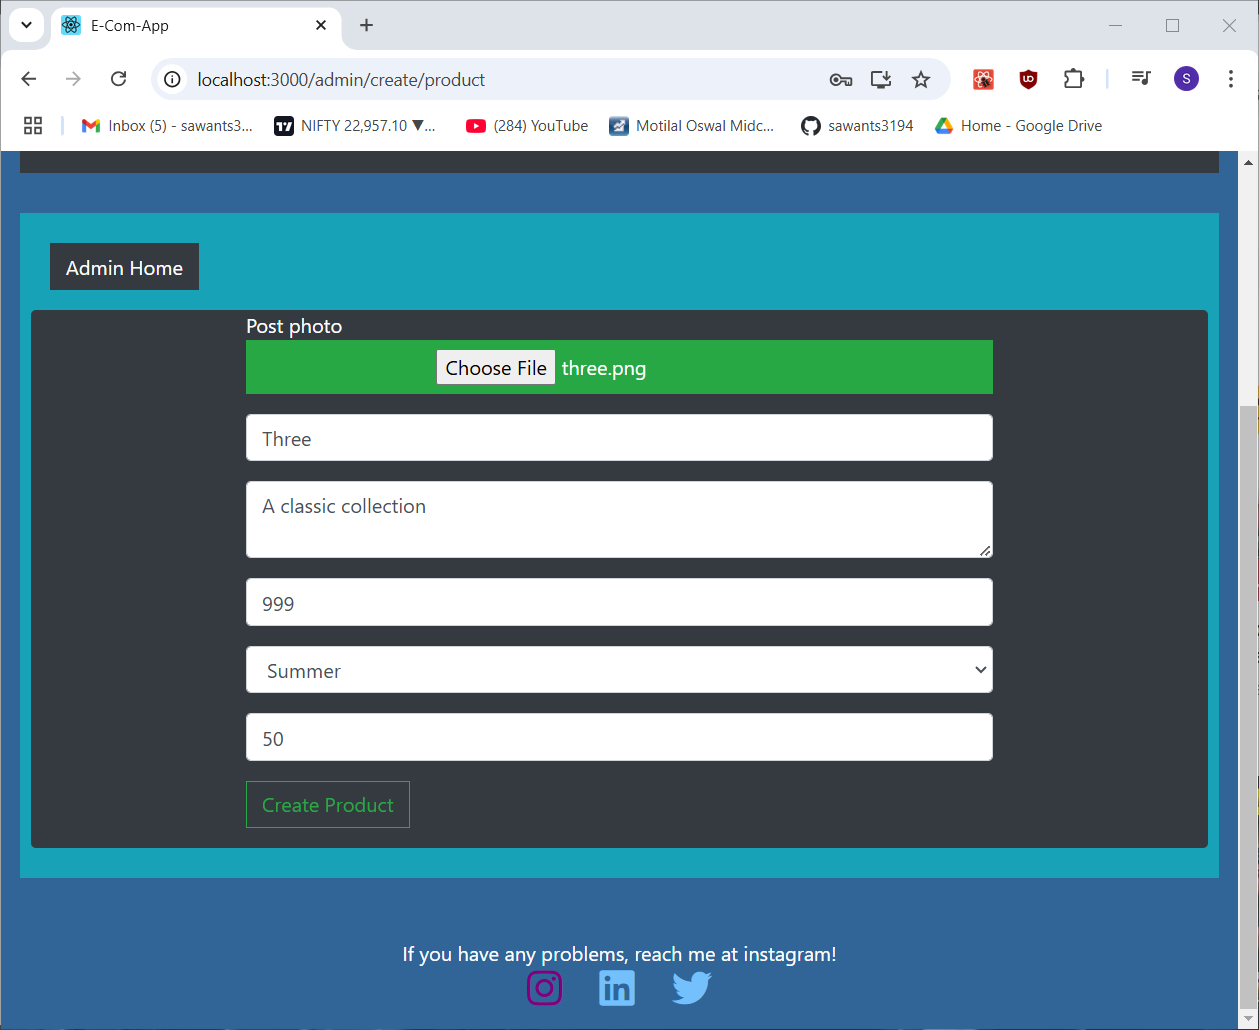 E-Com-App
localhost:3000/admin/create/product
S
Inbox (5) - sawants3...
NIFTY 22,957.10 ▼...
(284) YouTube
Motilal Oswal Midc...
sawants3194
Home - Google Drive
Admin Home
Post photo
Choose File three.png
Three
A classic collection
999
Summer
50
Create Product
If you have any problems, reach me at instagram!
in